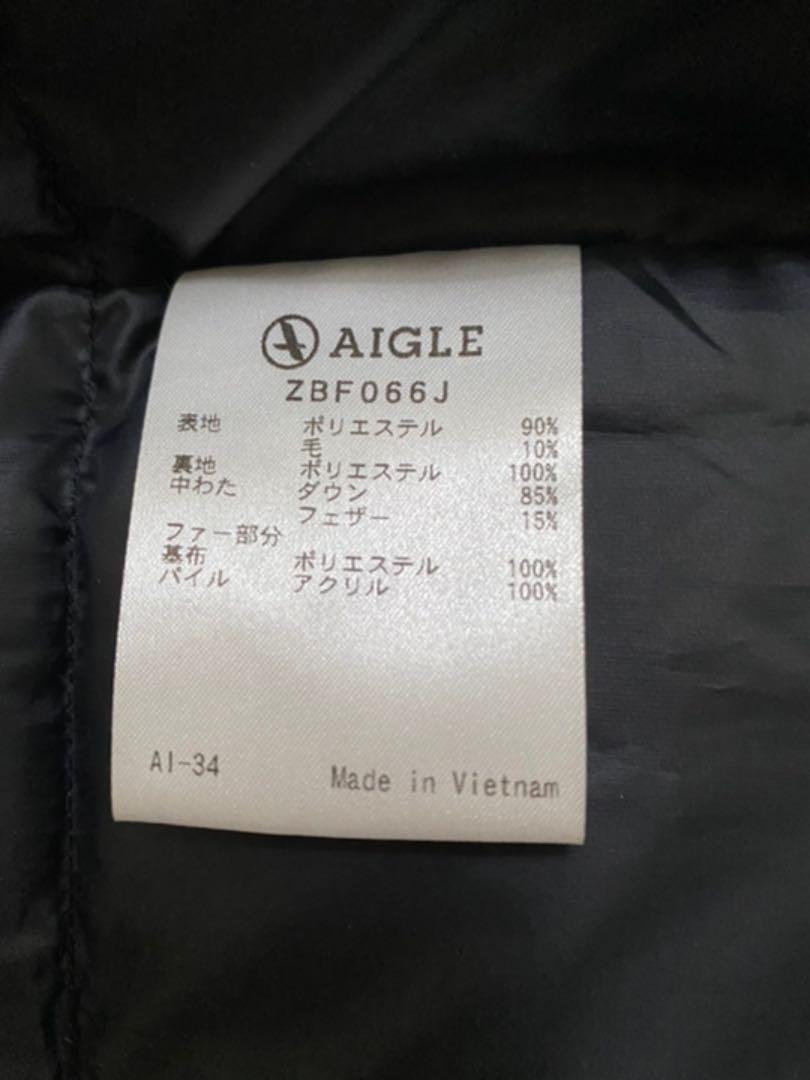 AIGLE
ZBF066J
表地 ポリエステル 90%
毛 10%
裏地 ポリエステル 100%
中わた ダウン 85%
フェザー 15%
ファー部分
基布 ポリエステル 100%
パイル アクリル 100%
AI-34 Made in Vietnam